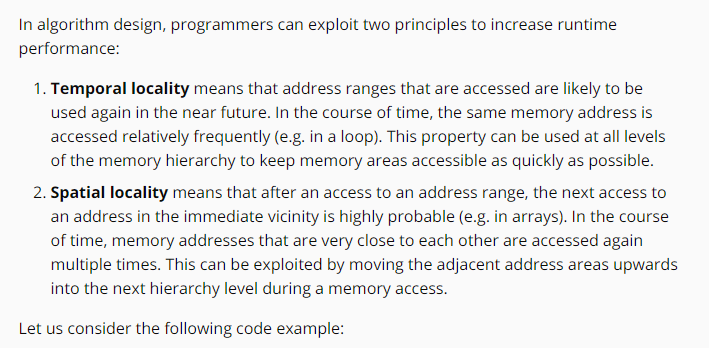 In algorithm design, programmers can exploit two principles to increase runtime
performance:
1. Temporal locality means that address ranges that are accessed are likely to be
used again in the near future. In the course of time, the same memory address is
accessed relatively frequently (e.g. in a loop). This property can be used at all levels
of the memory hierarchy to keep memory areas accessible as quickly as possible.
2. Spatial locality means that after an access to an address range, the next access to
an address in the immediate vicinity is highly probable (e.g. in arrays). In the course
of time, memory addresses that are very close to each other are accessed again
multiple times. This can be exploited by moving the adjacent address areas upwards
into the next hierarchy level during a memory access.
Let us consider the following code example: